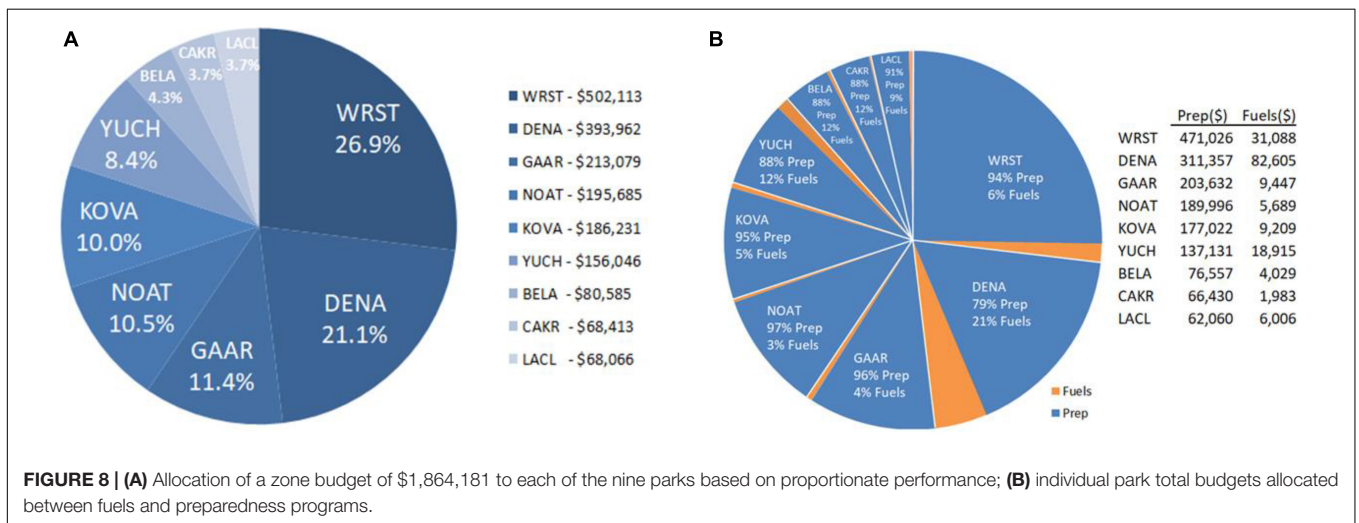 A
WRST
26.9%
DENA
21.1%
GAAR
11.4%
NOAT
10.5%
KOVA
10.0%
YUCH
8.4%
BELA
4.3%
CAKR
3.7%
LACL
3.7%
WRST - $502,113
DENA - $393,962
GAAR - $213,079
NOAT - $195,685
KOVA - $186,231
YUCH - $156,046
BELA - $80,585
CAKR - $68,413
LACL - $68,066
B
WRST
94% Prep
6% Fuels
DENA
79% Prep
21% Fuels
GAAR
96% Prep
4% Fuels
NOAT
97% Prep
3% Fuels
KOVA
95% Prep
5% Fuels
YUCH
88% Prep
12% Fuels
BELA
88%
Prep
12%
Fuels
CAKR
88%
Prep
12%
Fuels
LACL
91%
Prep
9%
Fuels
Fuels
Prep
Prep($) Fuels($)
WRST 471,026 31,088
DENA 311,357 82,605
GAAR 203,632 9,447
NOAT 189,996 5,689
KOVA 177,022 9,209
YUCH 137,131 18,915
BELA 76,557 4,029
CAKR 66,430 1,983
LACL 62,060 6,006
FIGURE 8 | (A) Allocation of a zone budget of $1,864,181 to each of the nine parks based on proportionate performance; (B) individual park total budgets allocated
between fuels and preparedness programs.